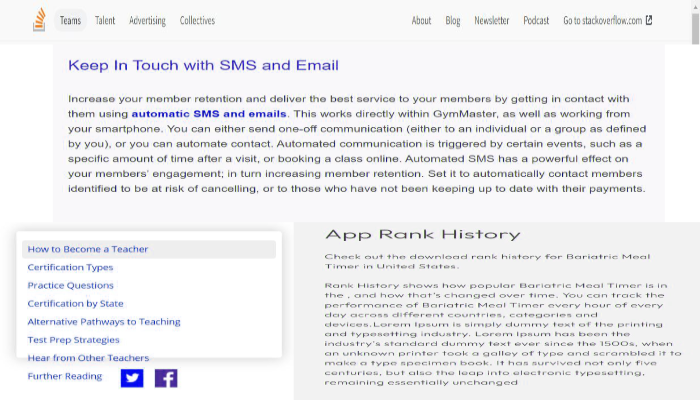 Teams Talent Advertising Collectives About Blog Newsletter Podcast Go to stackoverflow.com
Keep In Touch with SMS and Email
Increase your member retention and deliver the best service to your members by getting in contact with
them using automatic SMS and emails. This works directly within GymMaster, as well as working from
your smartphone. You can either send one-off communication (either to an individual or a group as defined
by you), or you can automate contact. Automated communication is triggered by certain events, such as a
specific amount of time after a visit, or booking a class online. Automated SMS has a powerful effect on
your members' engagement; in turn increasing member retention. Set it to automatically contact members
identified to be at risk of cancelling, or to those who have not been keeping up to date with their payments.
How to Become a Teacher
Certification Types
Practice Questions
Certification by State
Alternative Pathways to Teaching
Test Prep Strategies
Hear from Other Teachers
Further Reading
App Rank History
Check out the download rank history for Bariatric Meal
Timer in United States.
Rank History shows how popular Bariatric Meal Timer is in
the , and how that's changed over time. You can track the
performance of Bariatric Meal Timer every hour of every
day across different countries, categories and
devices.Lorem Ipsum is simply dummy text of the printing
and typesetting industry. Lorem Ipsum has been the
industry's standard dummy text ever since the 1500s, when
an unknown printer took a galley of type and scrambled it to
make a type specimen book. It has survived not only five
centuries, but also the leap into electronic typesetting,
remaining essentially unchanged